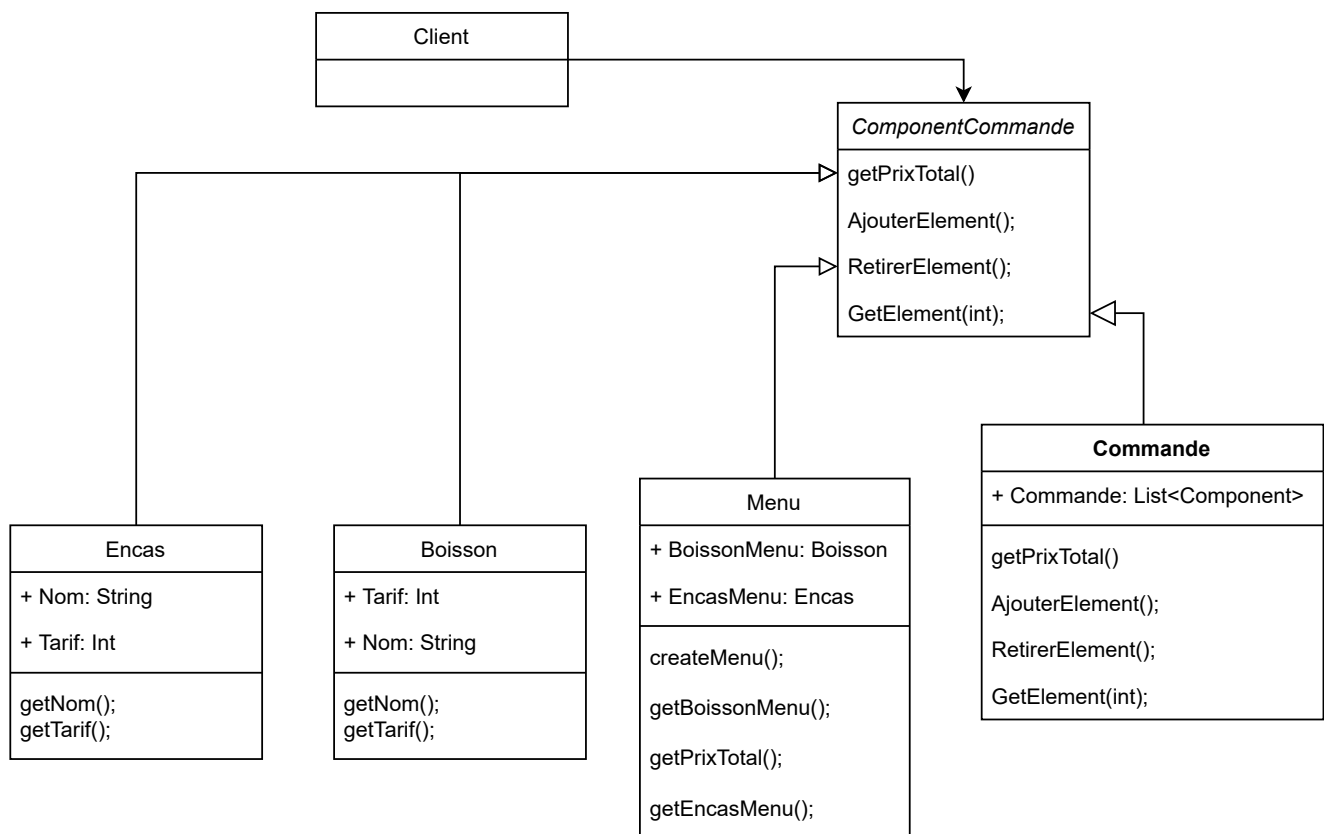 Client
ComponentCommande
getPrixTotal()
AjouterElement();
RetirerElement();
GetElement(int);
Encas
+ Nom: String
+ Tarif: Int
getNom();
getTarif();
Boisson
+ Tarif: Int
+ Nom: String
getNom();
getTarif();
Menu
+ BoissonMenu: Boisson
+ EncasMenu: Encas
createMenu();
getBoissonMenu();
getPrixTotal();
getEncasMenu();
Commande
+ Commande: List<Component>
getPrixTotal()
AjouterElement();
RetirerElement();
GetElement(int);